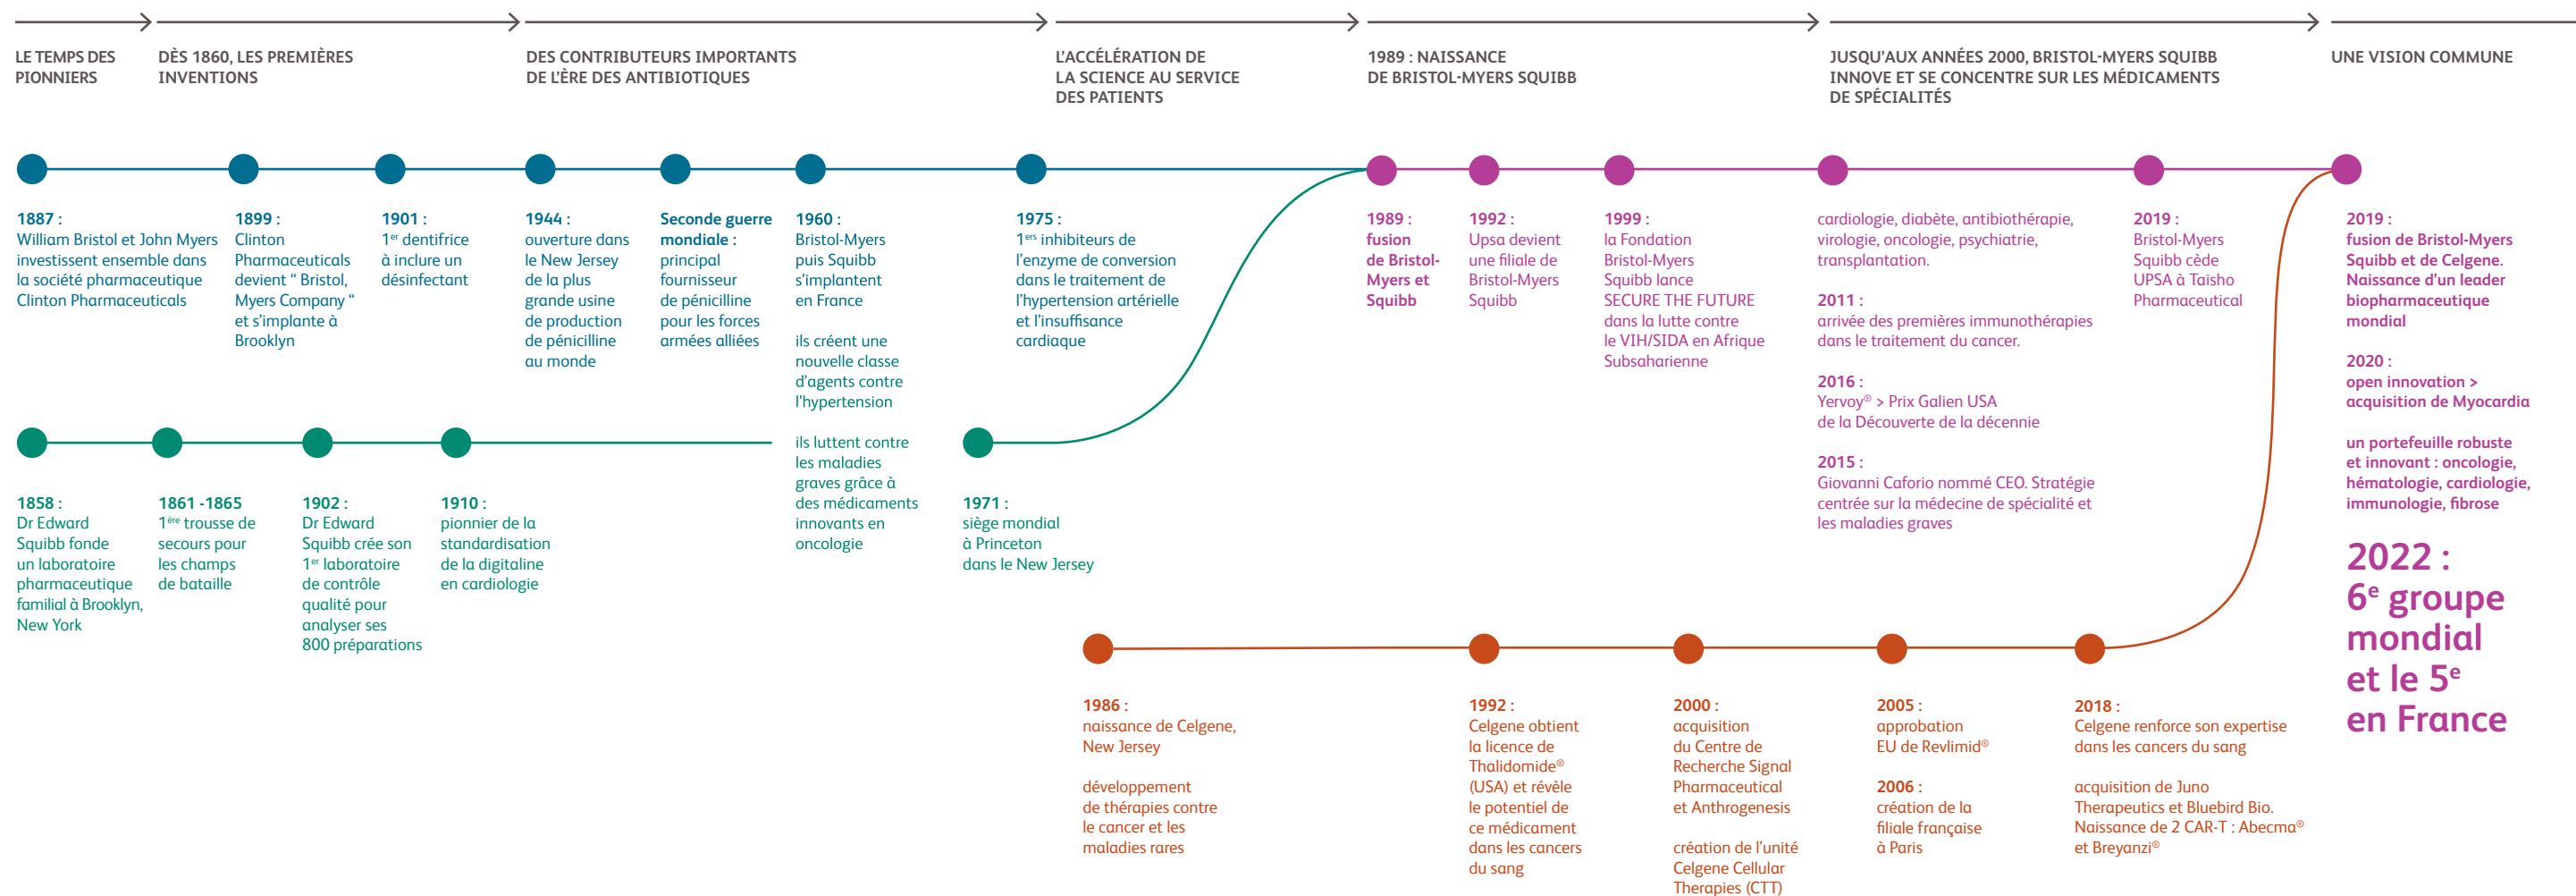 LE TEMPS DES
PIONNIERS
DÈS 1860, LES PREMIÈRES
INVENTIONS
DES CONTRIBUTEURS IMPORTANTS
DE L'ÈRE DES ANTIBIOTIQUES
L'ACCÉLÉRATION DE
LA SCIENCE AU SERVICE
DES PATIENTS
1989 : NAISSANCE
DE BRISTOL-MYERS SQUIBB
JUSQU'AUX ANNÉES 2000, BRISTOL-MYERS SQUIBB
INNOVE ET SE CONCENTRE SUR LES MÉDICAMENTS
DE SPÉCIALITÉS
UNE VISION COMMUNE
1887 :
William Bristol et John Myers
investissent ensemble dans
la société pharmaceutique
Clinton Pharmaceuticals
1899 :
Clinton
Pharmaceuticals
devient “ Bristol,
Myers Company “
et s'implante à
Brooklyn
1901 :
1er dentifrice
à inclure un
désinfectant
1944 :
ouverture dans
le New Jersey
de la plus
grande usine
de production
de pénicilline
au monde
Seconde guerre
mondiale :
principal
fournisseur
de pénicilline
pour les forces
armées alliées
1960 :
Bristol-Myers
puis Squibb
s'implantent
en France
ils créent une
nouvelle classe
d'agents contre
l'hypertension
ils luttent contre
les maladies
graves grâce à
des médicaments
innovants en
oncologie
1975 :
1ers inhibiteurs de
l'enzyme de conversion
dans le traitement de
l'hypertension artérielle
et l'insuffisance
cardiaque
1989 :
fusion
de Bristol-
Myers et
Squibb
1992 :
Upsa devient
une filiale de
Bristol-Myers
Squibb
1999 :
la Fondation
Bristol-Myers
Squibb lance
SECURE THE FUTURE
dans la lutte contre
le VIH/SIDA en Afrique
Subsaharienne
cardiologie, diabète, antibiothérapie,
virologie, oncologie, psychiatrie,
transplantation.
2011 :
arrivée des premières immunothérapies
dans le traitement du cancer.
2016 :
Yervoy® > Prix Galien USA
de la Découverte de la décennie
2015 :
Giovanni Caforio nommé CEO. Stratégie
centrée sur la médecine de spécialité et
les maladies graves
2019 :
Bristol-Myers
Squibb cède
UPSA à Taisho
Pharmaceutical
2019 :
fusion de Bristol-Myers
Squibb et de Celgene.
Naissance d'un leader
biopharmaceutique
mondial
2020 :
open innovation >
acquisition de Myocardia
un portefeuille robuste
et innovant : oncologie,
hématologie, cardiologie,
immunologie, fibrose
2022 :
6e groupe
mondial
et le 5e
en France
1858 :
Dr Edward
Squibb fonde
un laboratoire
pharmaceutique
familial à Brooklyn,
New York
1861 -1865
1ère trousse de
secours pour
les champs
de bataille
1902 :
Dr Edward
Squibb crée son
1er laboratoire
de contrôle
qualité pour
analyser ses
800 préparations
1910 :
pionnier de la
standardisation
de la digitaline
en cardiologie
1971 :
siège mondial
à Princeton
dans le New Jersey
1986 :
naissance de Celgene,
New Jersey
développement
de thérapies contre
le cancer et les
maladies rares
1992 :
Celgene obtient
la licence de
Thalidomide®
(USA) et révèle
le potentiel de
ce médicament
dans les cancers
du sang
2000 :
acquisition
du Centre de
Recherche Signal
Pharmaceutical
et Anthrogenesis
création de l'unité
Celgene Cellular
Therapies (CTT)
2005 :
approbation
EU de Revlimid®
2006 :
création de la
filiale française
à Paris
2018 :
Celgene renforce son expertise
dans les cancers du sang
acquisition de Juno
Therapeutics et Bluebird Bio.
Naissance de 2 CAR-T : Abecma®
et Breyanzi®